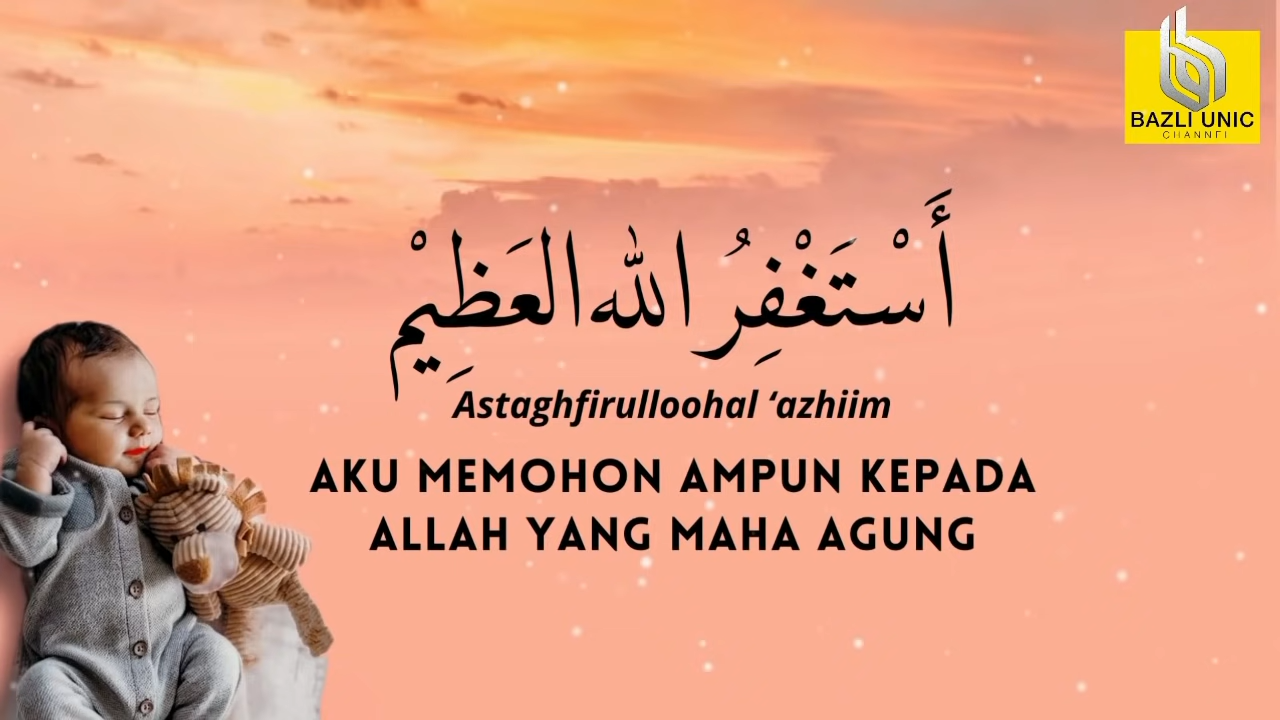 BAZLI UNIC
CHANNEL
أَسْتَغْفِرُ الله العَظِيْمْ
Astaghfirulloohal ‘azhiim
AKU MEMOHON AMPUN KEPADA
ALLAH YANG MAHA AGUNG